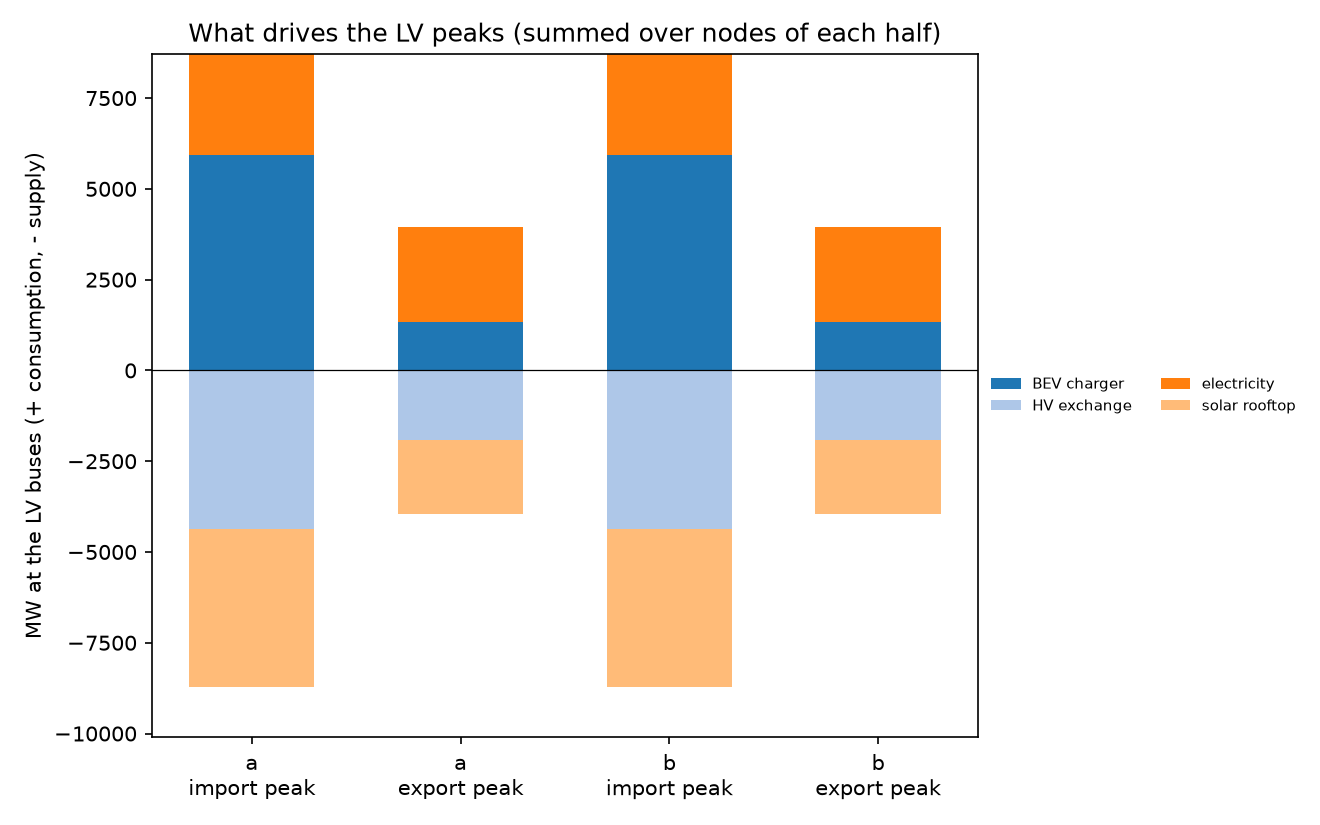 What drives the LV peaks (summed over nodes of each half)
MW at the LV buses (+ consumption, - supply)
7500
5000
2500
0
−2500
−5000
−7500
−10000
a
import peak
a
export peak
b
import peak
b
export peak
BEV charger
HV exchange
electricity
solar rooftop